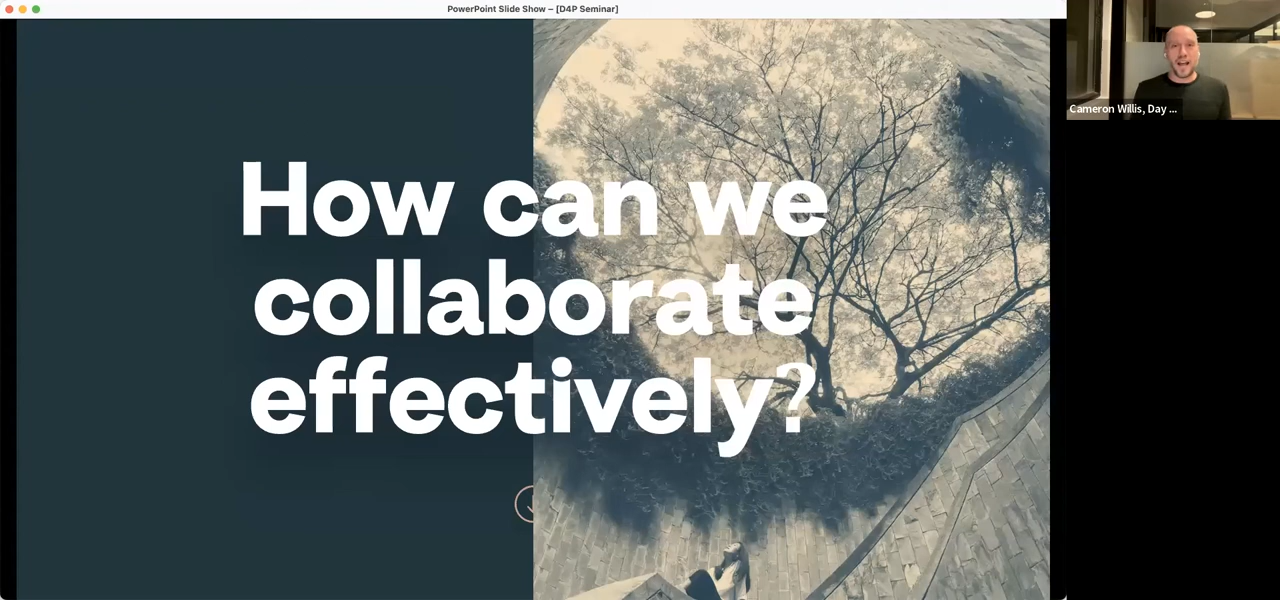 PowerPoint Slide Show – [D4P Seminar]
How can we
collaborate
effectively?
Cameron Willis, Day ...